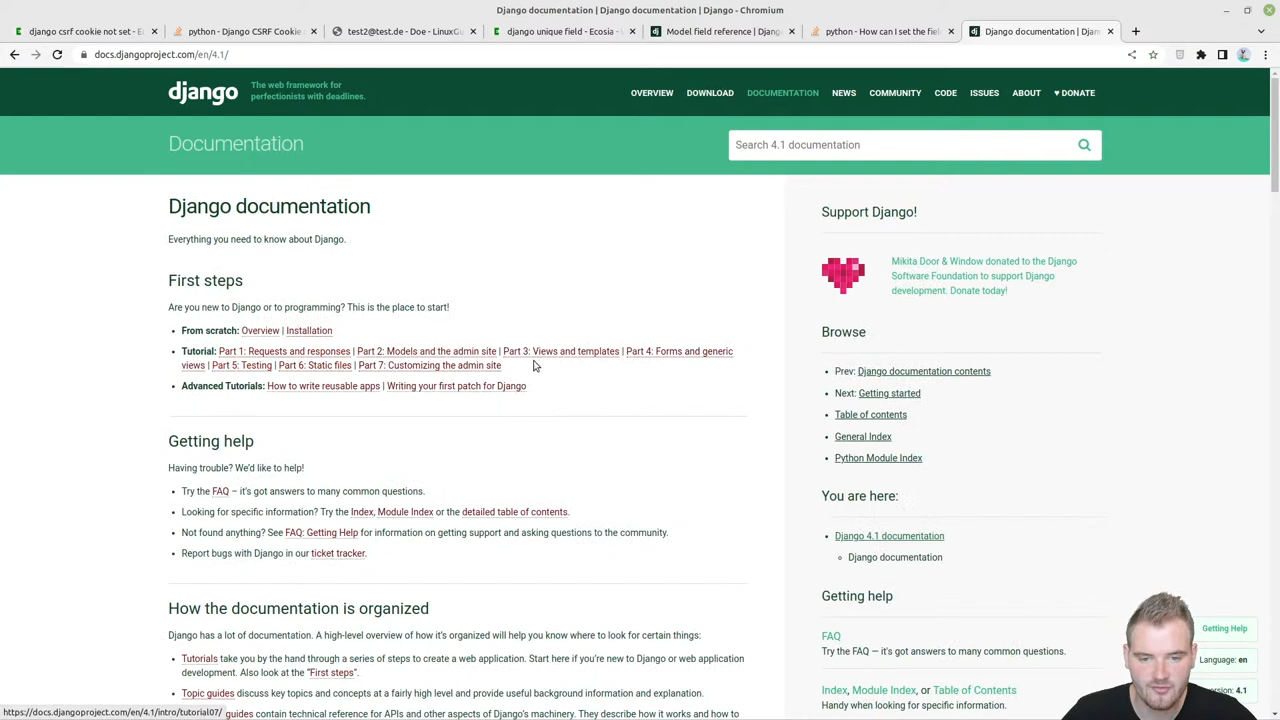 Django documentation | Django documentation | Django - Chromium
django csrf cookie not set - E
python - Django CSRF Cookie
test2@test.de - Doe - LinuxGu
django unique field - Ecosia -
Model field reference | Djang
python - How can I set the fiel
Django documentation | Djan
docs.djangoproject.com/en/4.1/
django
The web framework for
perfectionists with deadlines.
OVERVIEW DOWNLOAD DOCUMENTATION NEWS COMMUNITY CODE ISSUES ABOUT ♥ DONATE
Documentation
Search 4.1 documentation
Django documentation
Everything you need to know about Django.
First steps
Are you new to Django or to programming? This is the place to start!
• From scratch: Overview | Installation
• Tutorial: Part 1: Requests and responses | Part 2: Models and the admin site | Part 3: Views and templates | Part 4: Forms and generic
views | Part 5: Testing | Part 6: Static files | Part 7: Customizing the admin site
• Advanced Tutorials: How to write reusable apps | Writing your first patch for Django
Getting help
Having trouble? We'd like to help!
• Try the FAQ – it's got answers to many common questions.
• Looking for specific information? Try the Index, Module Index or the detailed table of contents.
• Not found anything? See FAQ: Getting Help for information on getting support and asking questions to the community.
• Report bugs with Django in our ticket tracker.
How the documentation is organized
Django has a lot of documentation. A high-level overview of how it's organized will help you know where to look for certain things:
• Tutorials take you by the hand through a series of steps to create a web application. Start here if you're new to Django or web application
development. Also look at the "First steps".
• Topic guides discuss key topics and concepts at a fairly high level and provide useful background information and explanation.
guides contain technical reference for APIs and other aspects of Django's machinery. They describe how it works and how to
https://docs.djangoproject.com/en/4.1/intro/tutorial07/
Support Django!
Mikita Door & Window donated to the Django
Software Foundation to support Django
development. Donate today!
Browse
• Prev: Django documentation contents
• Next: Getting started
• Table of contents
• General Index
• Python Module Index
You are here:
• Django 4.1 documentation
Django documentation
Getting help
FAQ
Try the FAQ — it's got answers to many common questions.
Index, Module Index, or Table of Contents
Handy when looking for specific information.
Getting Help
Language: en
ersion: 4.1